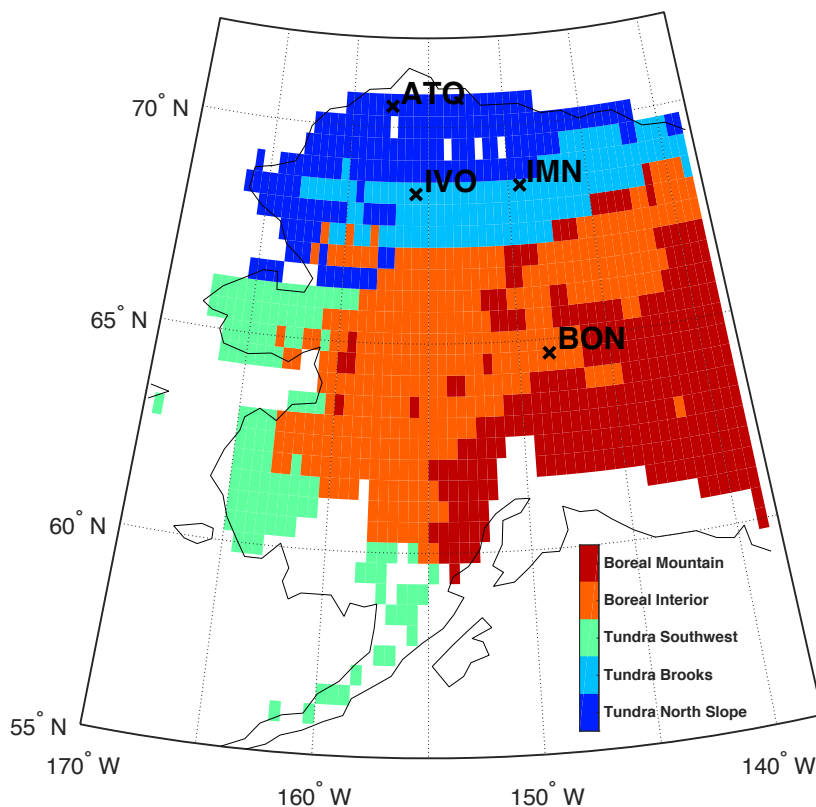 70° N
ATQ
IVO
IMN
65° N
BON
60° N
Boreal Mountain
Boreal Interior
Tundra Southwest
Tundra Brooks
Tundra North Slope
55° N
170° W
160° W
150° W
140° W